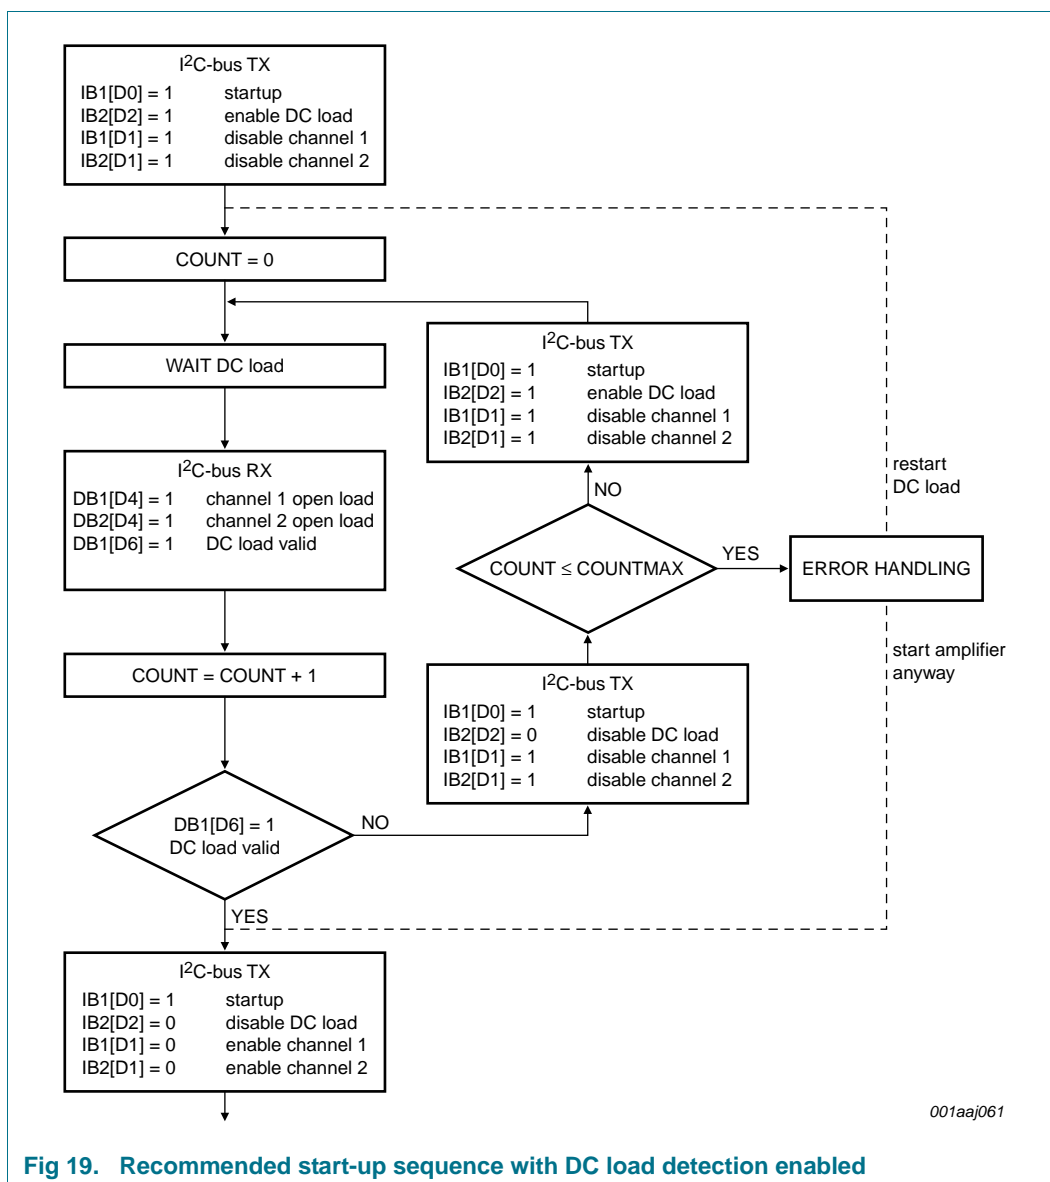 I2C-bus TX
IB1[D0] = 1 startup
IB2[D2] = 1 enable DC load
IB1[D1] = 1 disable channel 1
IB2[D1] = 1 disable channel 2
COUNT = 0
WAIT DC load
I2C-bus RX
DB1[D4] = 1 channel 1 open load
DB2[D4] = 1 channel 2 open load
DB1[D6] = 1 DC load valid
COUNT = COUNT + 1
DB1[D6] = 1
DC load valid
NO
YES
I2C-bus TX
IB1[D0] = 1 startup
IB2[D2] = 0 disable DC load
IB1[D1] = 0 enable channel 1
IB2[D1] = 0 enable channel 2
I2C-bus TX
IB1[D0] = 1 startup
IB2[D2] = 1 enable DC load
IB1[D1] = 1 disable channel 1
IB2[D1] = 1 disable channel 2
NO
COUNT ≤ COUNTMAX
YES
I2C-bus TX
IB1[D0] = 1 startup
IB2[D2] = 0 disable DC load
IB1[D1] = 1 disable channel 1
IB2[D1] = 1 disable channel 2
restart
DC load
ERROR HANDLING
start amplifier
anyway
001aaj061
Fig 19. Recommended start-up sequence with DC load detection enabled